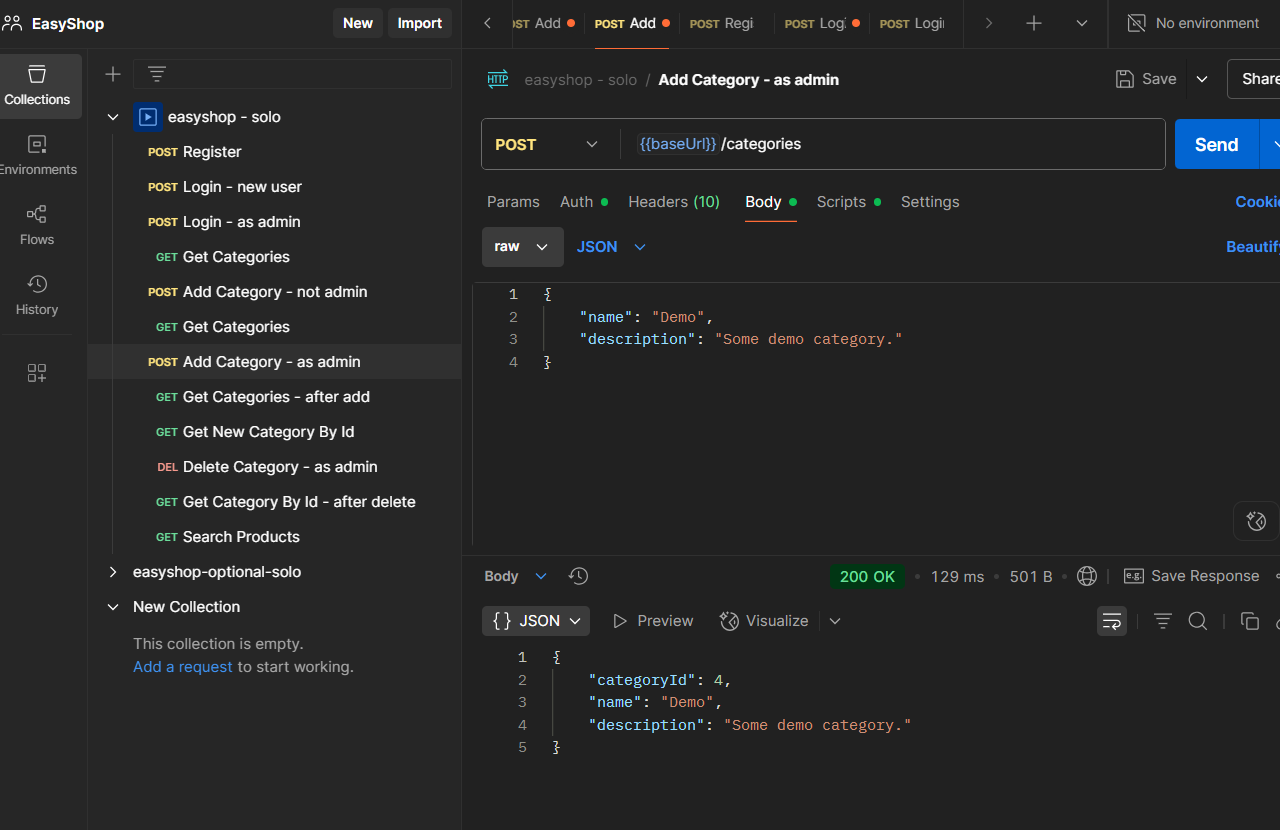 EasyShop
New
Import
Collections
Environments
Flows
History
easyshop - solo
POST Register
POST Login - new user
POST Login - as admin
GET Get Categories
POST Add Category - not admin
GET Get Categories
POST Add Category - as admin
GET Get Categories - after add
GET Get New Category By Id
DEL Delete Category - as admin
GET Get Category By Id - after delete
GET Search Products
easyshop-optional-solo
New Collection
This collection is empty.
Add a request to start working.
OST Add
POST Add
POST Regi
POST Logi
POST Login
No environment
HTTP easyshop - solo / Add Category - as admin
Save
Share
POST {{baseUrl}}/categories
Send
Params Auth Headers (10) Body Scripts Settings
Cookie
raw JSON
Beautify
1 {
2 "name": "Demo",
3 "description": "Some demo category."
4 }
Body 200 OK • 129 ms • 501 B • e.g. Save Response
{} JSON Preview Visualize
1 {
2 "categoryId": 4,
3 "name": "Demo",
4 "description": "Some demo category."
5 }